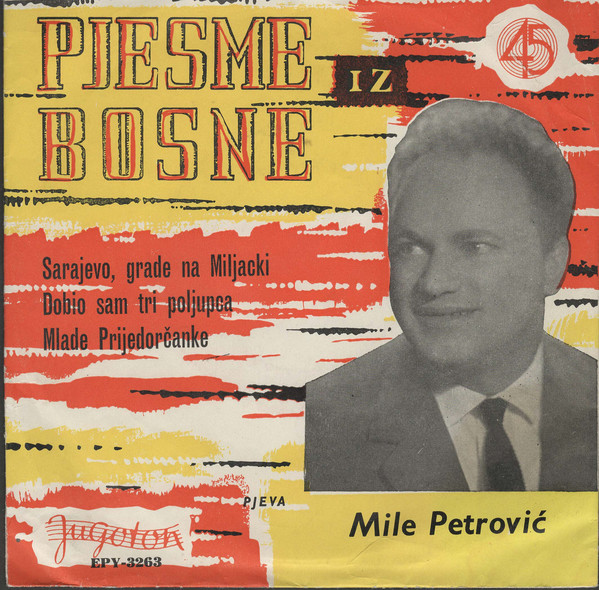 PJESME IZ
45
BOSNE
Sarajevo, grade na Miljacki
Dobio sam tri poljupca
Mlade Prijedorčanke
PJEVA
Mile Petrović
Jugoton
EPY-3263